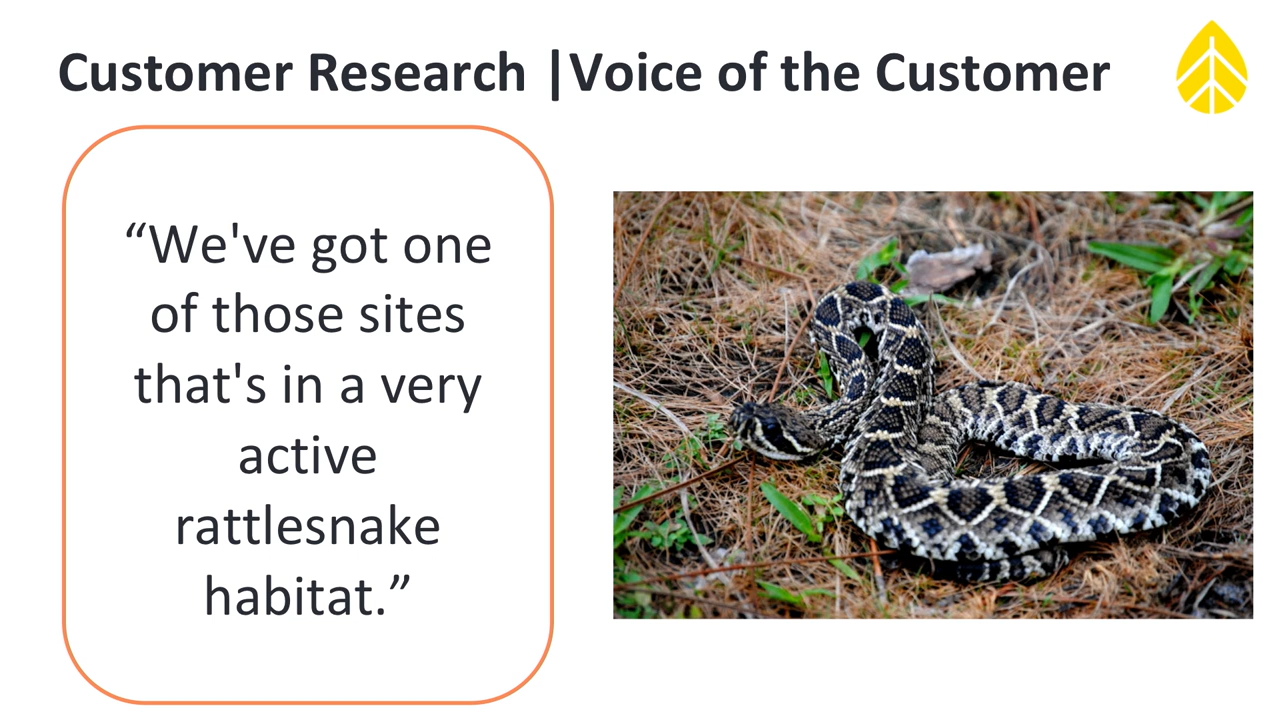 Customer Research |Voice of the Customer
“We've got one
of those sites
that's in a very
active
rattlesnake
habitat.”